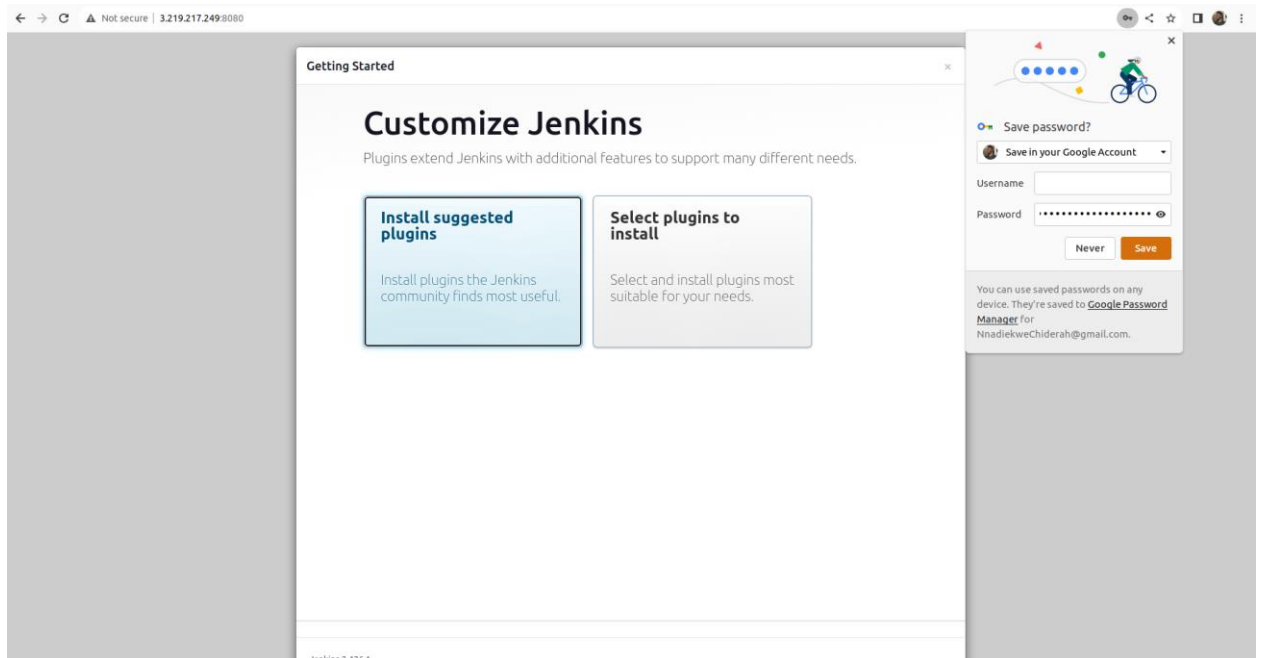 Not secure | 3.219.217.249:8080
Getting Started
Customize Jenkins
Plugins extend Jenkins with additional features to support many different needs.
Install suggested
plugins
Install plugins the Jenkins
community finds most useful.
Select plugins to
install
Select and install plugins most
suitable for your needs.
Save password?
Save in your Google Account
Username
Password
Never
Save
You can use saved passwords on any
device. They're saved to Google Password
Manager for
NnadiekweChiderah@gmail.com.